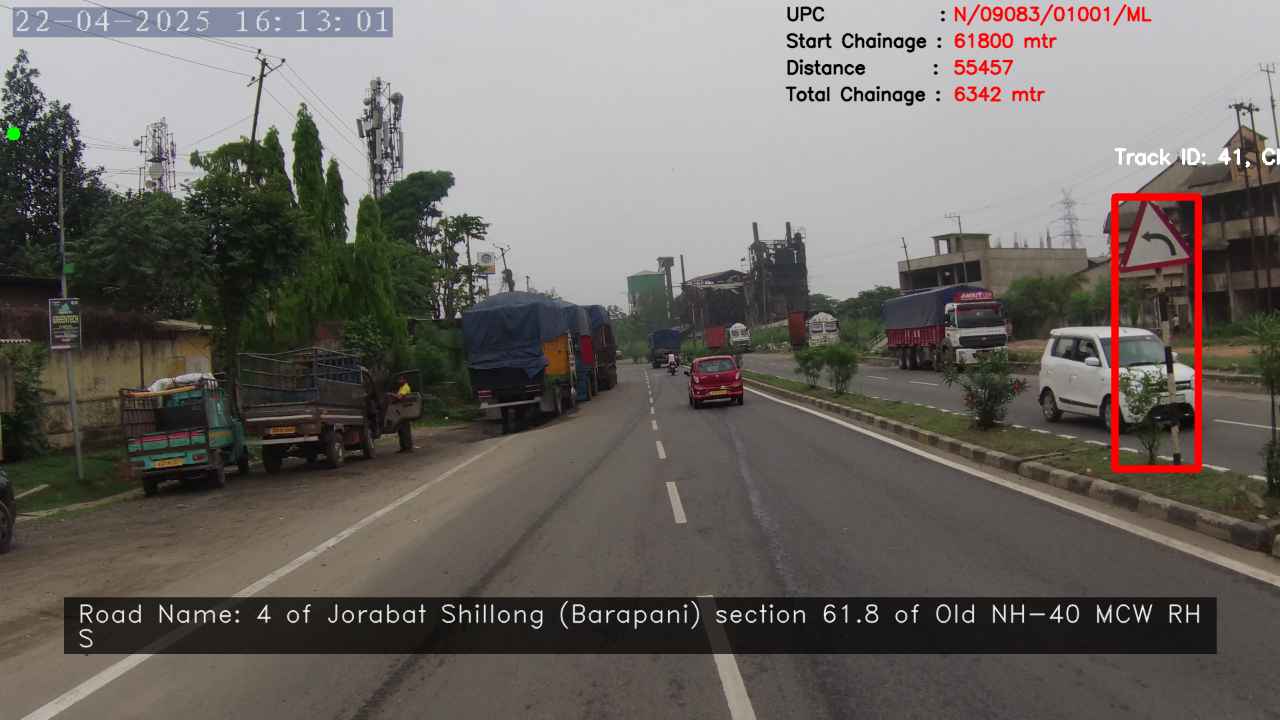 22-04-2025 16:13:01
UPC : N/09083/01001/ML
Start Chainage : 61800 mtr
Distance : 55457
Total Chainage : 6342 mtr
Track ID: 41, Cl
GREENTECH
Road Name: 4 of Jorabat Shillong (Barapani) section 61.8 of Old NH-40 MCW RH
S